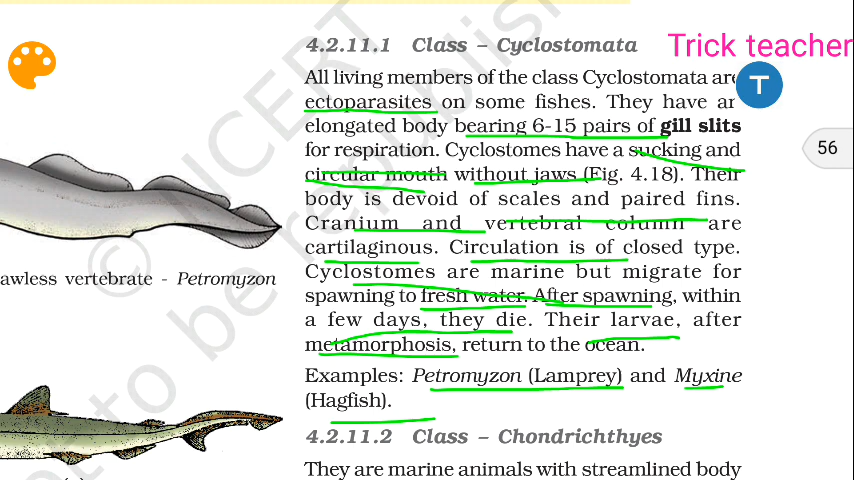 4.2.11.1 Class – Cyclostomata
Trick teacher
T
All living members of the class Cyclostomata are
ectoparasites on some fishes. They have an
elongated body bearing 6-15 pairs of gill slits
for respiration. Cyclostomes have a sucking and
circular mouth without jaws (Fig. 4.18). Their
body is devoid of scales and paired fins.
Cranium and vertebral column are
cartilaginous. Circulation is of closed type.
Cyclostomes are marine but migrate for
spawning to fresh water. After spawning, within
a few days, they die. Their larvae, after
metamorphosis, return to the ocean.
Examples: Petromyzon (Lamprey) and Myxine
(Hagfish).
4.2.11.2 Class – Chondrichthyes
They are marine animals with streamlined body
56
awless vertebrate - Petromyzon
© NCERT
not to be republish